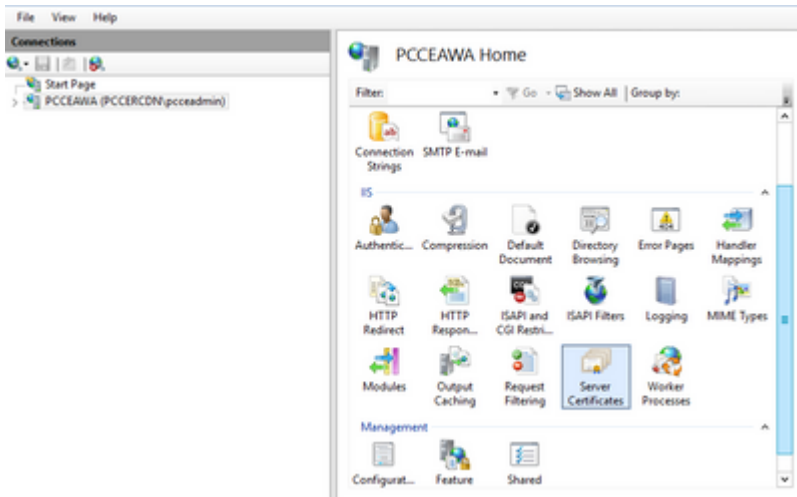 File View Help
Connections
Start Page
PCCEAWA (PCCERCDN\pcceadmin)
PCCEAWA Home
Filter: Go Show All Group by:
Connection Strings
SMTP E-mail
IIS
Authentic...
Compression
Default Document
Directory Browsing
Error Pages
Handler Mappings
HTTP Redirect
HTTP Respon...
ISAPI and CGI Restri...
ISAPI Filters
Logging
MIME Types
Modules
Output Caching
Request Filtering
Server Certificates
Worker Processes
Management
Configurat...
Feature
Shared